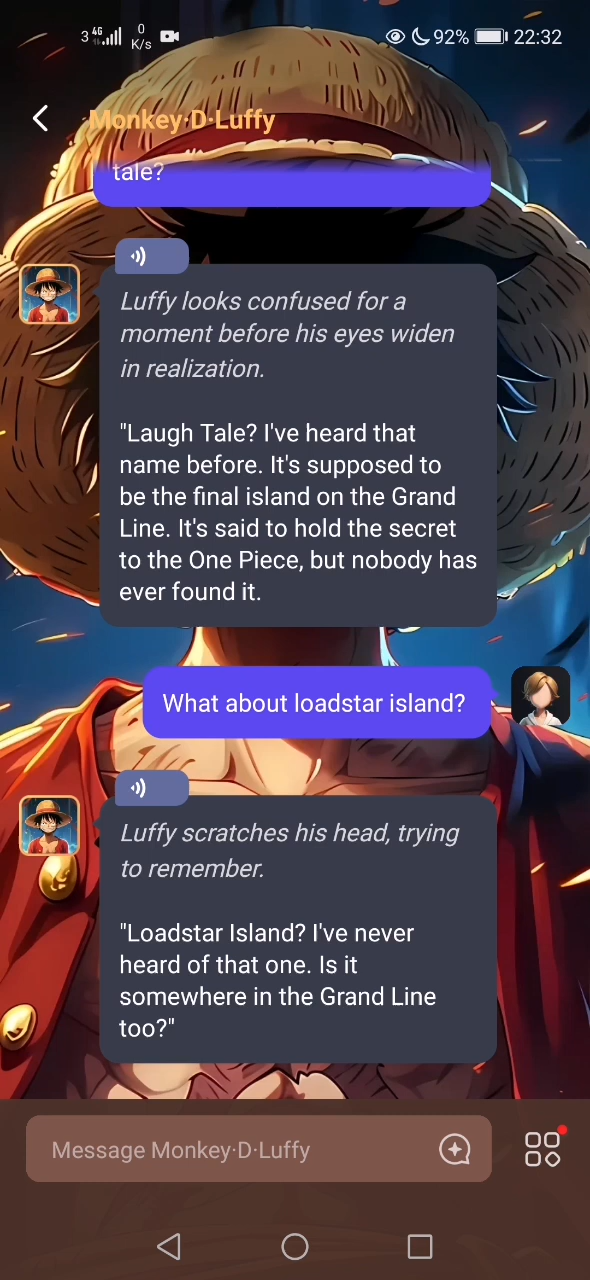 3 4G 0 K/s 92% 22:32
Monkey·D·Luffy
tale?
Luffy looks confused for a
moment before his eyes widen
in realization.
"Laugh Tale? I've heard that
name before. It's supposed to
be the final island on the Grand
Line. It's said to hold the secret
to the One Piece, but nobody has
ever found it.
What about loadstar island?
Luffy scratches his head, trying
to remember.
"Loadstar Island? I've never
heard of that one. Is it
somewhere in the Grand Line
too?"
Message Monkey·D·Luffy